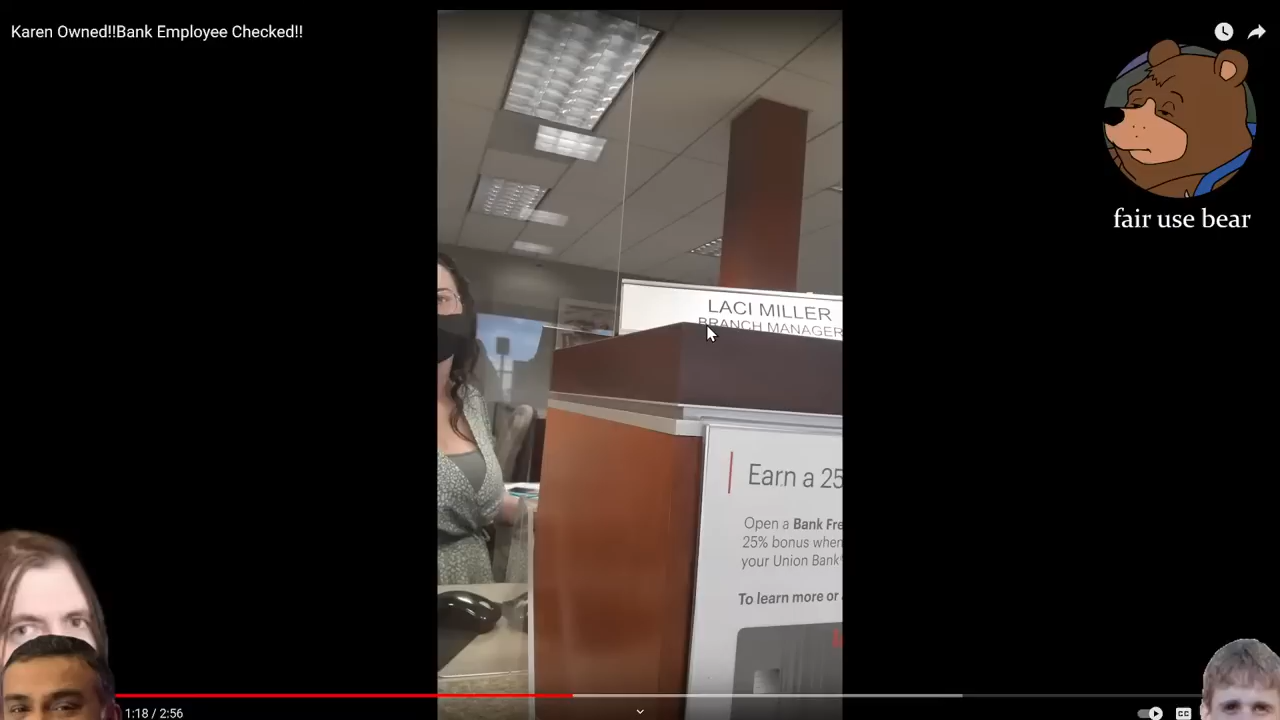 Karen Owned!!Bank Employee Checked!!
fair use bear
LACI MILLER
BRANCH MANAGER
Earn a 25
Open a Bank Fre
25% bonus when
your Union Bank
To learn more or
1:18 / 2:56
CC